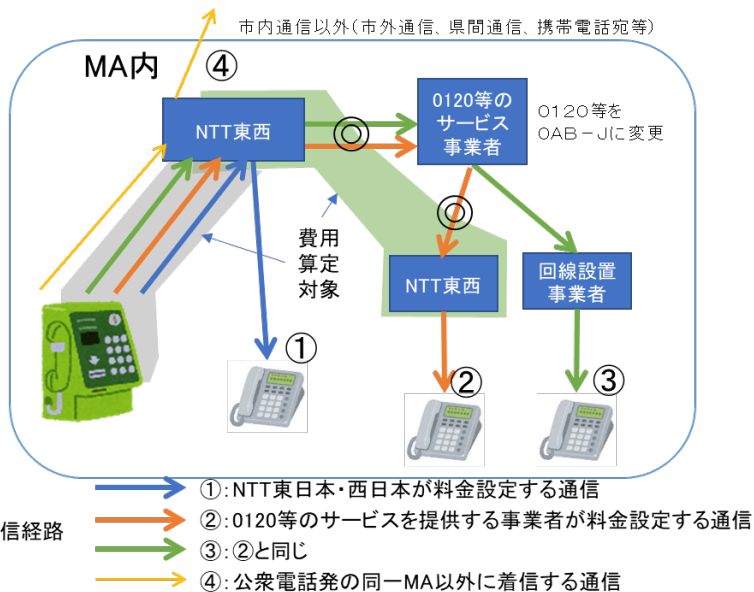 市内通信以外(市外通信、県間通信、携帯電話宛等)
MA内
④
NTT東西
0120等の
サービス
事業者
0120等を
0AB-Jに変更
◎
◎
費用
算定
対象
NTT東西
回線設置
事業者
①
②
③
信経路
①:NTT東日本・西日本が料金設定する通信
②:0120等のサービスを提供する事業者が料金設定する通信
③:②と同じ
④:公衆電話発の同一MA以外に着信する通信